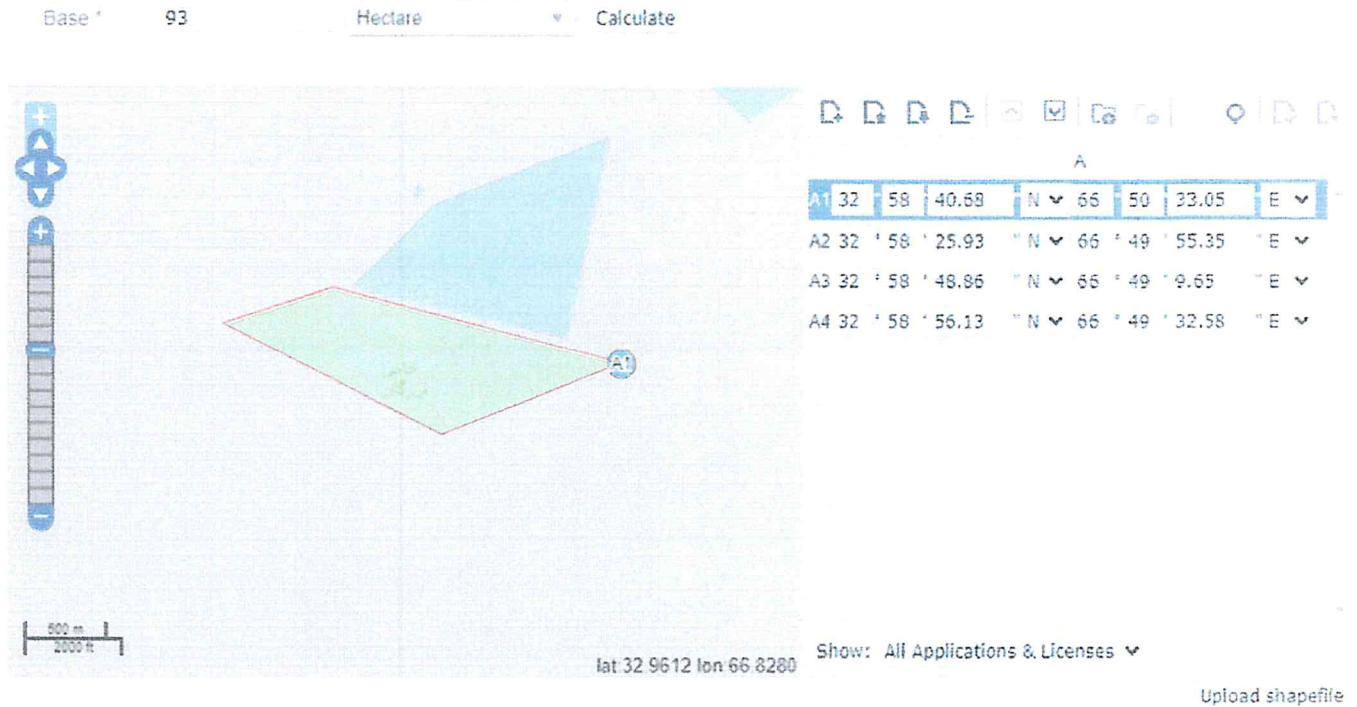 Base * 93 Hectare Calculate
A
A1 32 ° 58 ' 40.68 " N 66 ° 50 ' 33.05 " E
A2 32 ° 58 ' 25.93 " N 66 ° 49 ' 55.35 " E
A3 32 ° 58 ' 48.86 " N 66 ° 49 ' 9.65 " E
A4 32 ° 58 ' 56.13 " N 66 ° 49 ' 32.58 " E
A1
500 m
2000 ft
lat:32.9612 lon:66.8280
Show: All Applications & Licenses
Upload shapefile